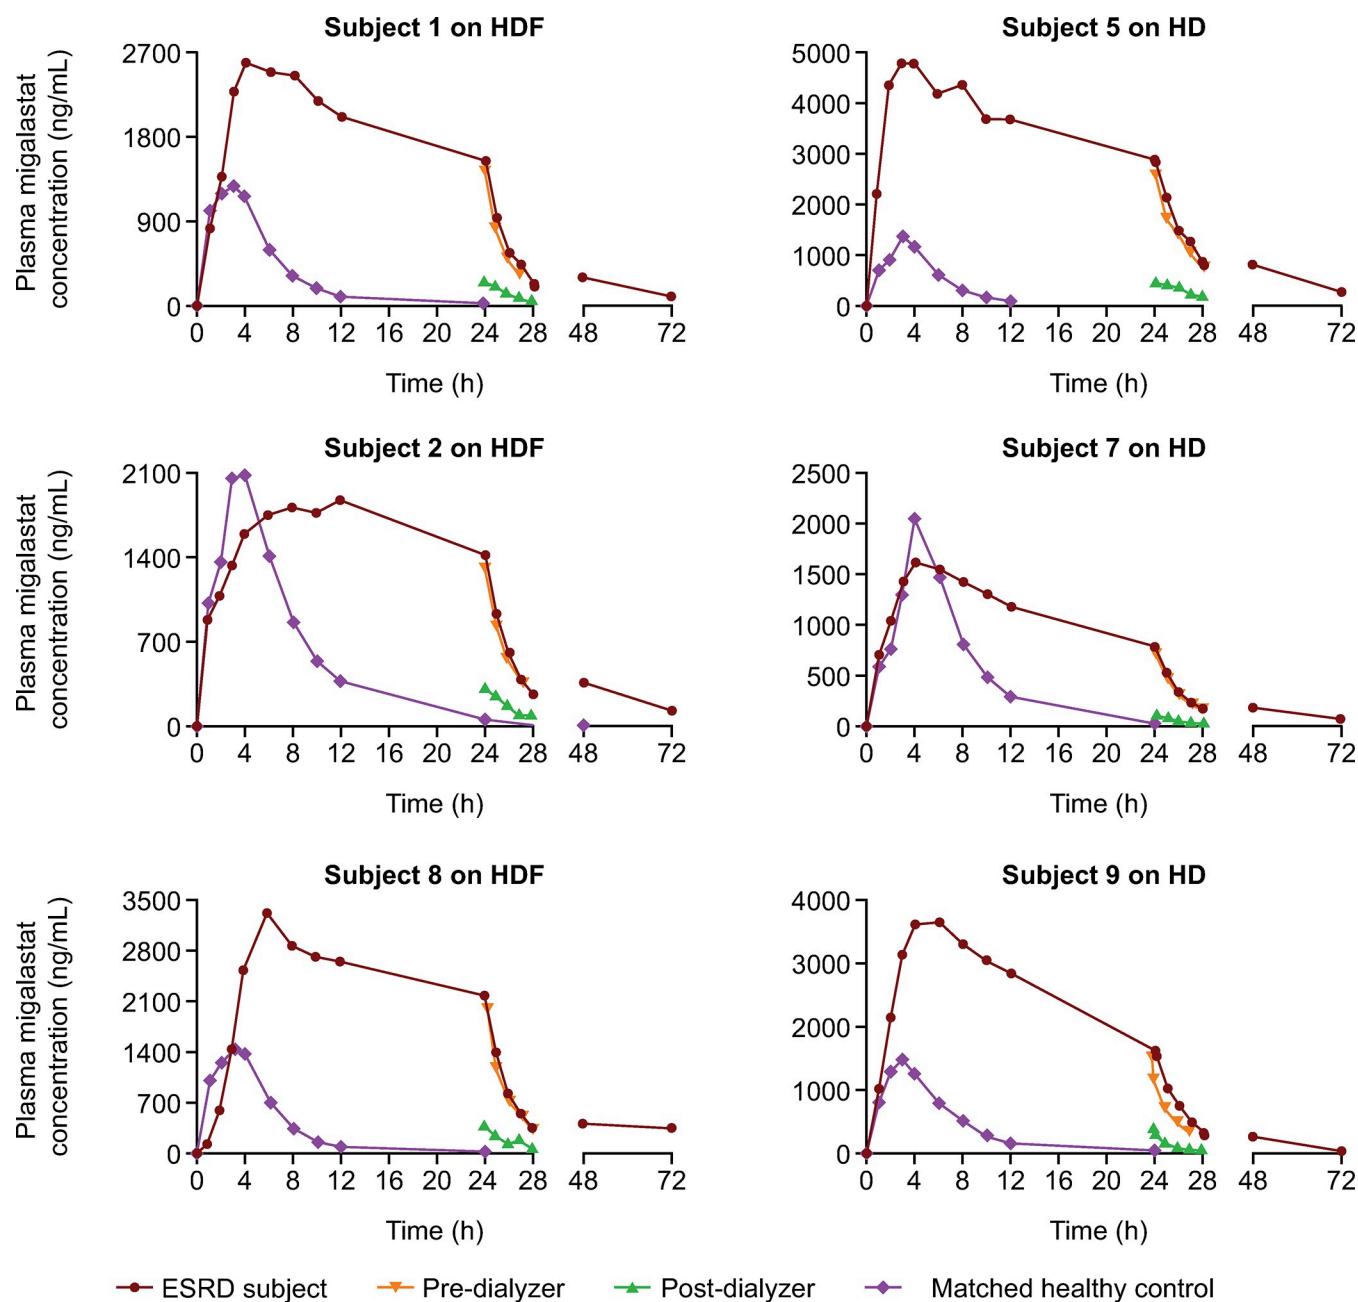 Subject 1 on HDF
Plasma migalastat
concentration (ng/mL)
2700
1800
900
0
0 4 8 12 16 20 24 28 48 72
Time (h)
Subject 5 on HD
5000
4000
3000
2000
1000
0
0 4 8 12 16 20 24 28 48 72
Time (h)
Subject 2 on HDF
Plasma migalastat
concentration (ng/mL)
2100
1400
700
0
0 4 8 12 16 20 24 28 48 72
Time (h)
Subject 7 on HD
2500
2000
1500
1000
500
0
0 4 8 12 16 20 24 28 48 72
Time (h)
Subject 8 on HDF
Plasma migalastat
concentration (ng/mL)
3500
2800
2100
1400
700
0
0 4 8 12 16 20 24 28 48 72
Time (h)
Subject 9 on HD
4000
3000
2000
1000
0
0 4 8 12 16 20 24 28 48 72
Time (h)
ESRD subject Pre-dialyzer Post-dialyzer Matched healthy control